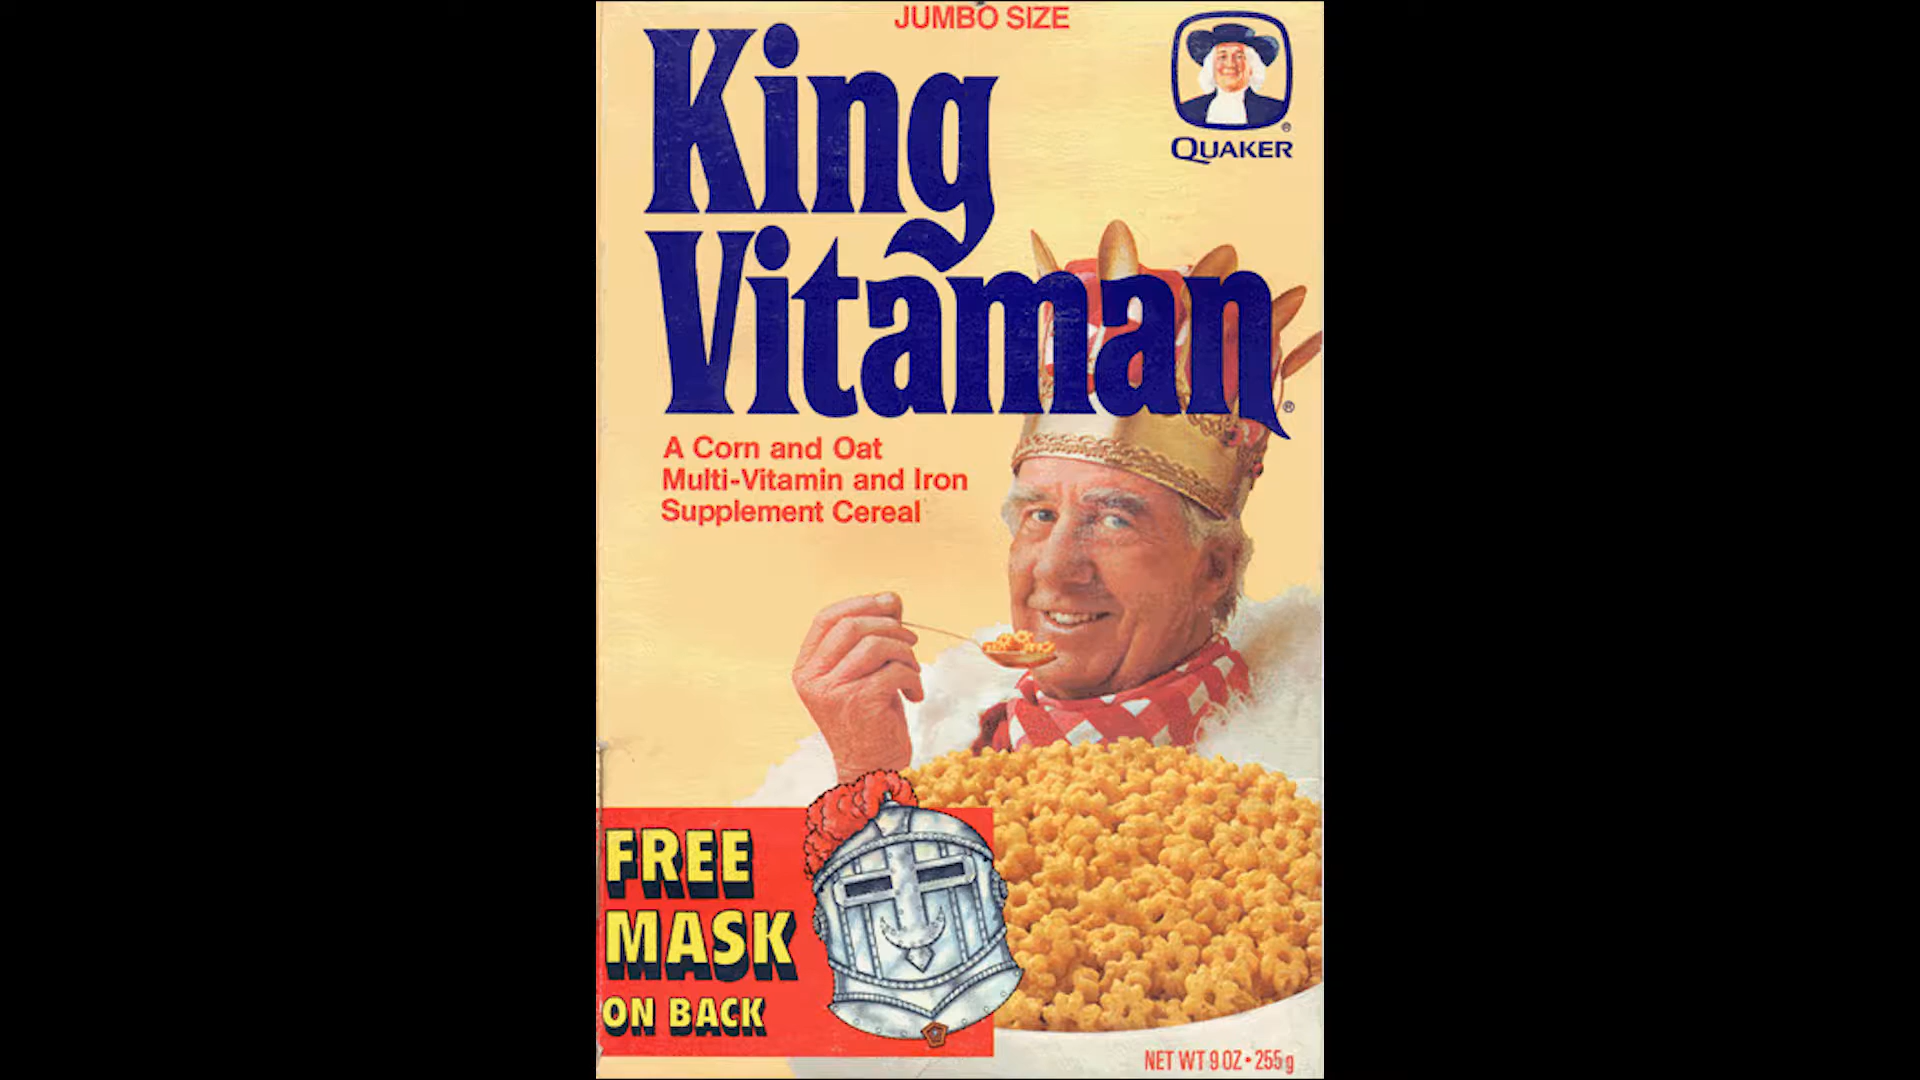 JUMBO SIZE
King
Vitaman®
QUAKER®
A Corn and Oat
Multi-Vitamin and Iron
Supplement Cereal
FREE
MASK
ON BACK
NET WT 9 OZ • 255g